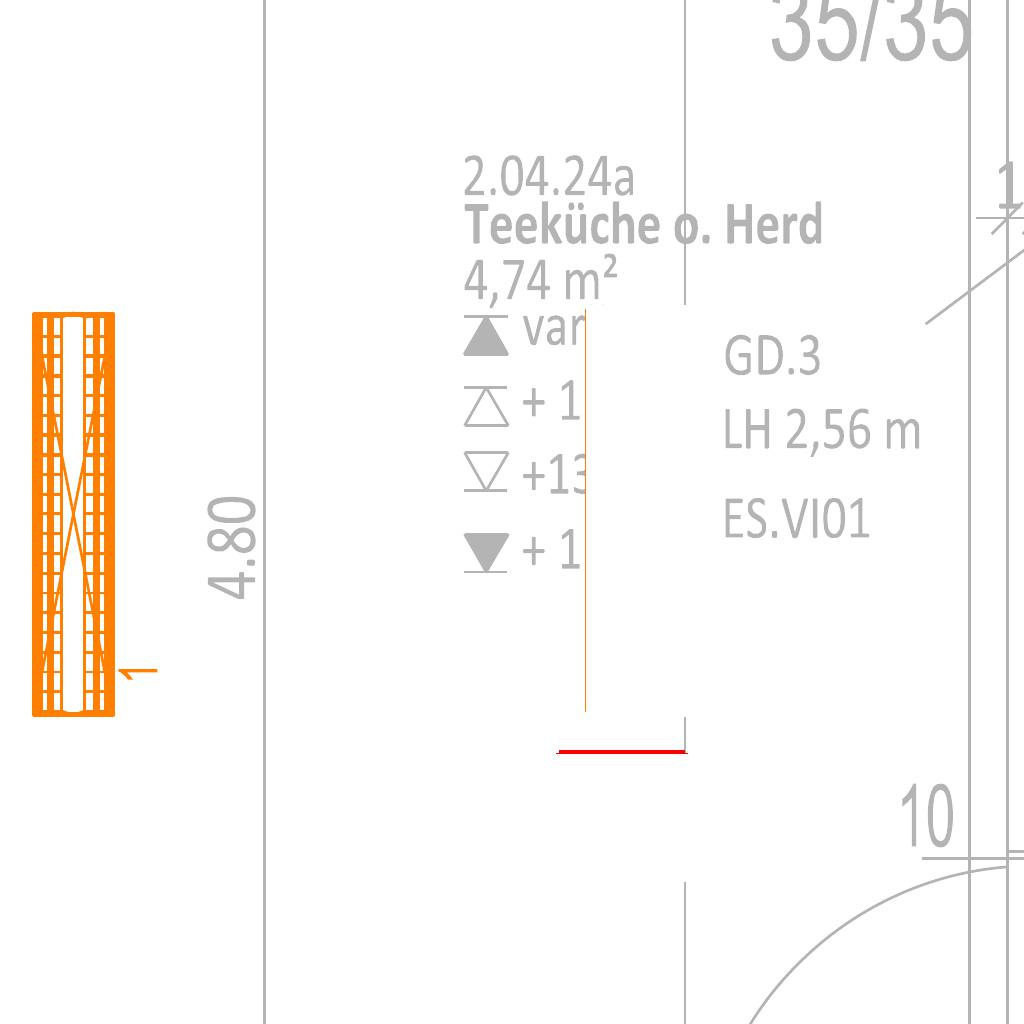 35/35
2.04.24a
Teeküche o. Herd
4,74 m²
var
+ 1
+13
+ 1
GD.3
LH 2,56 m
ES.VI01
4.80
1
1
10